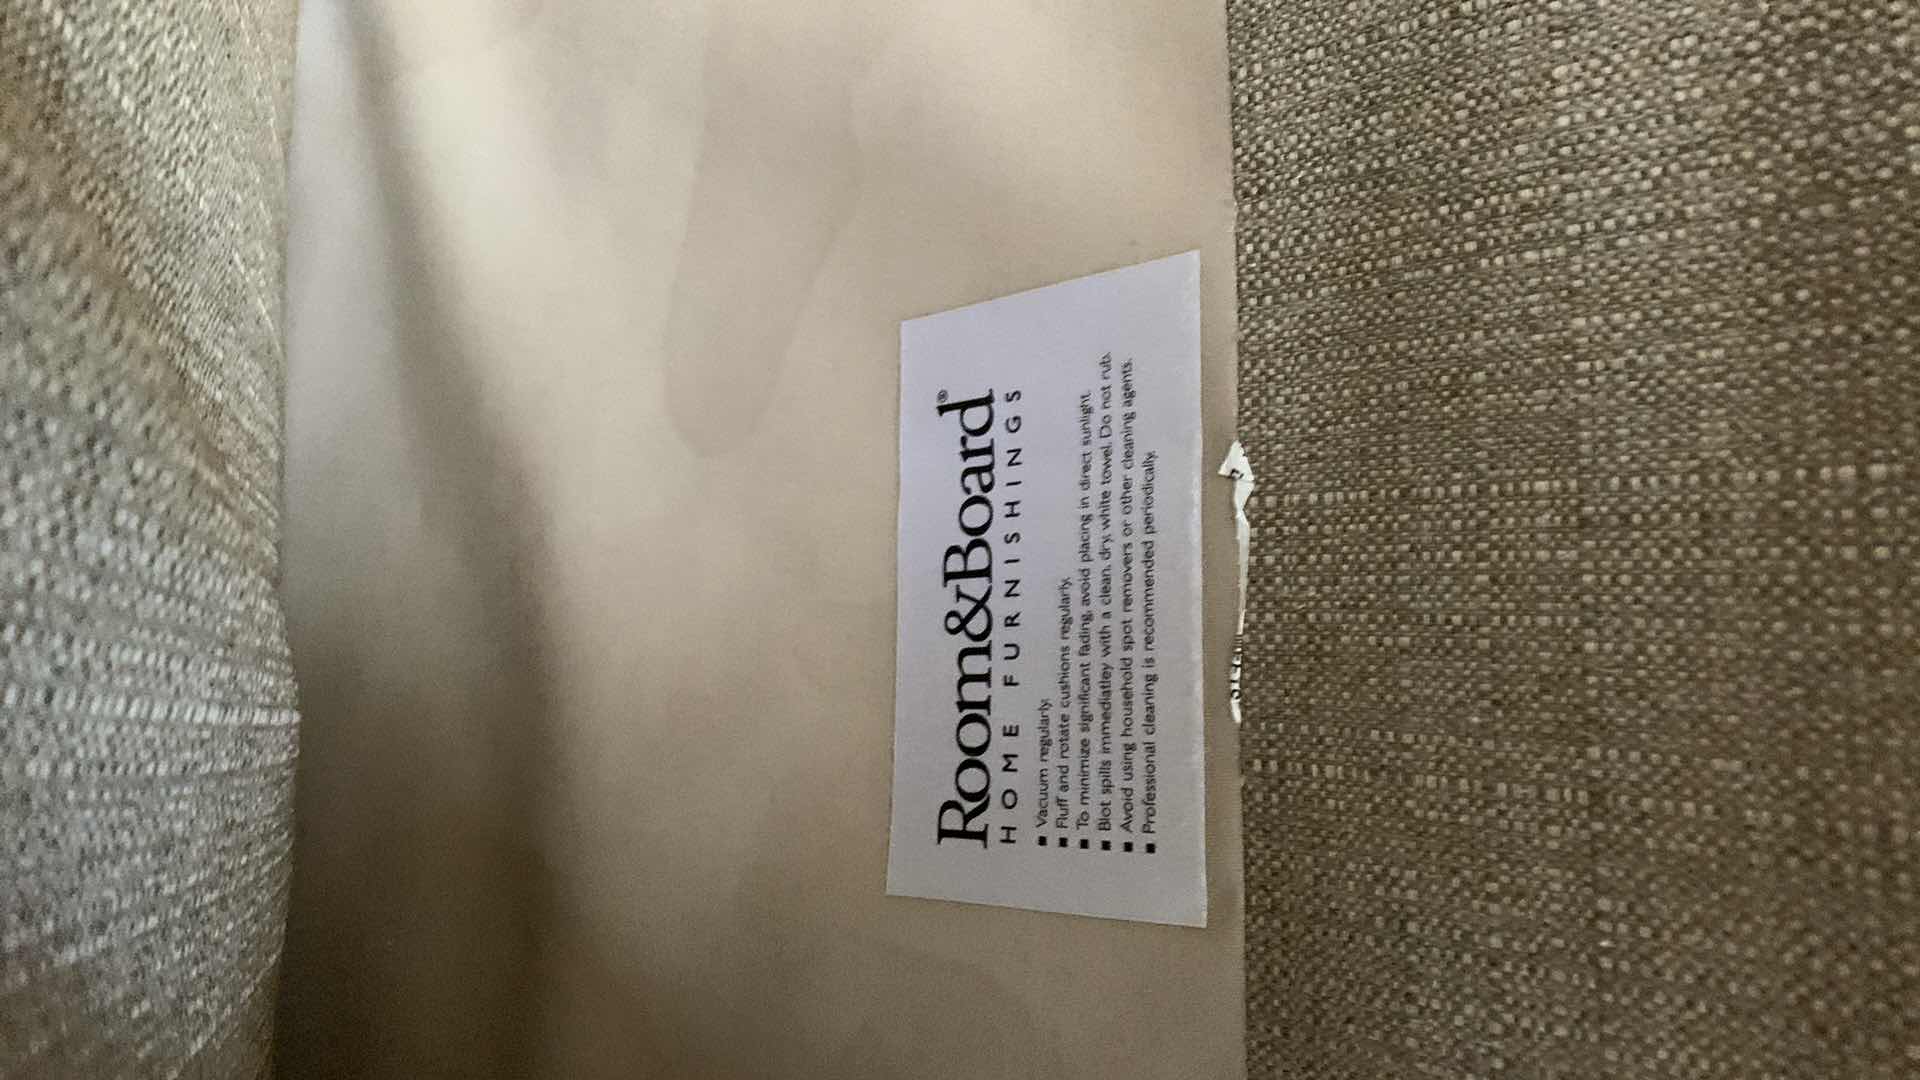 Room&Board®
HOME FURNISHINGS
■ Vacuum regularly.
■ Fluff and rotate cushions regularly.
■ To minimize significant fading, avoid placing in direct sunlight.
■ Blot spills immediatley with a clean, dry, white towel. Do not rub.
■ Avoid using household spot removers or other cleaning agents.
■ Professional cleaning is recommended periodically.